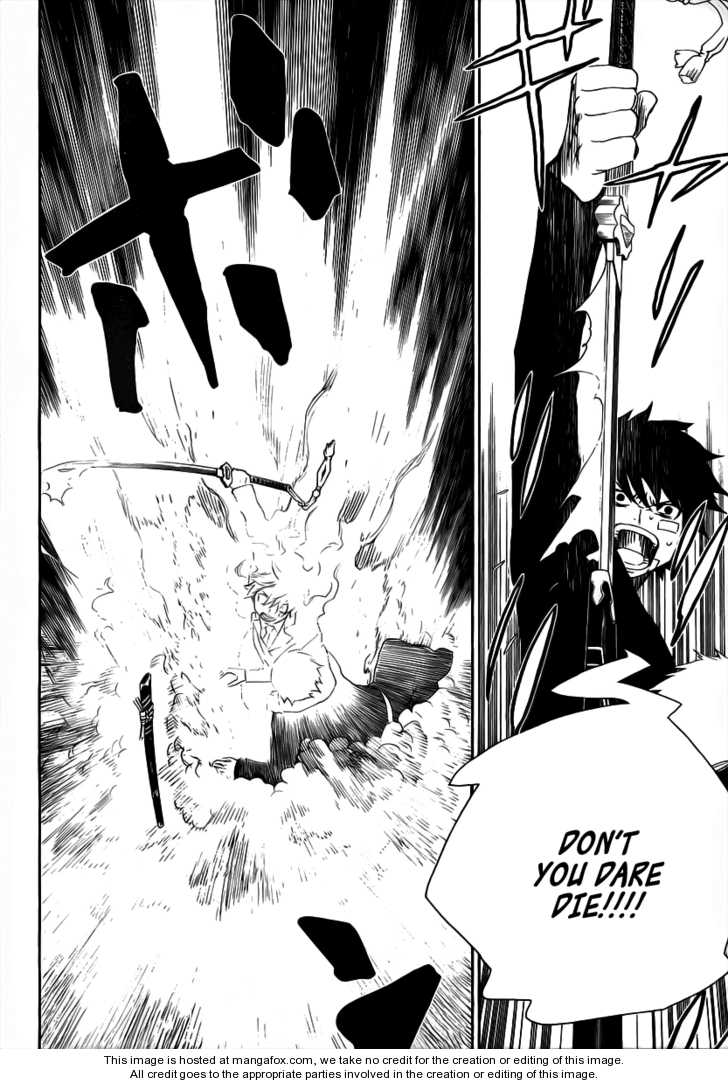 DON'T
YOU DARE
DIE!!!!
This image is hosted at mangafox.com, we take no credit for the creation or editing of this image.
All credit goes to the appropriate parties involved in the creation or editing of this image.